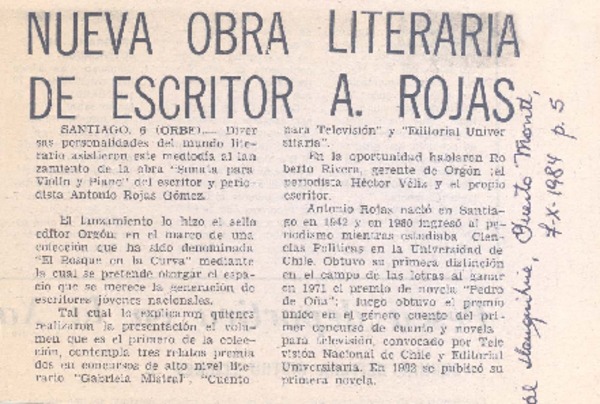 NUEVA OBRA LITERARIA
DE ESCRITOR A. ROJAS
SANTIAGO, 6 (ORBE).— Diver
sas personalidades del mundo lite-
rario asistieron este mediodía al lan
zamiento de la obra "Sonata para
Violín y Piano" del escritor y perio-
dista Antonio Rojas Gómez.
El lanzamiento lo hizo el sello
editor Orgón, en el marco de una
colección que ha sido denominada
"El Bosque en la Curva" mediante
la cual se pretende otorgar el espa-
cio que se merece la generación de
escritores jóvenes nacionales.
Tal cual lo explicaron quienes
realizaron la presentación el volu-
men que es el primero de la colec-
ción, contempla tres relatos premia
dos en concursos de alto nivel lite-
rario "Gabriela Mistral", "Cuento
para Televisión" y "Editorial Univer
sitaria".
En la oportunidad hablaron Ro
berto Rivera, gerente de Orgón; el
periodista Héctor Véliz y el propio
escritor.
Antonio Rojas nació en Santia-
go en 1942 y en 1960 ingresó al pe-
riodismo mientras estudiaba Cien-
cias Políticas en la Universidad de
Chile. Obtuvo su primera distinción
en el campo de las letras al ganar
en 1971 el premio de novela "Pedro
de Oña"; luego obtuvo el premio
único en el género cuento del pri-
mer concurso de cuento y novela
para televisión, convocado por Tele
visión Nacional de Chile y Editorial
Universitaria. En 1982 se publicó su
primera novela.
Llanquihue, Puerto Montt,
7-X-1984 p. 5